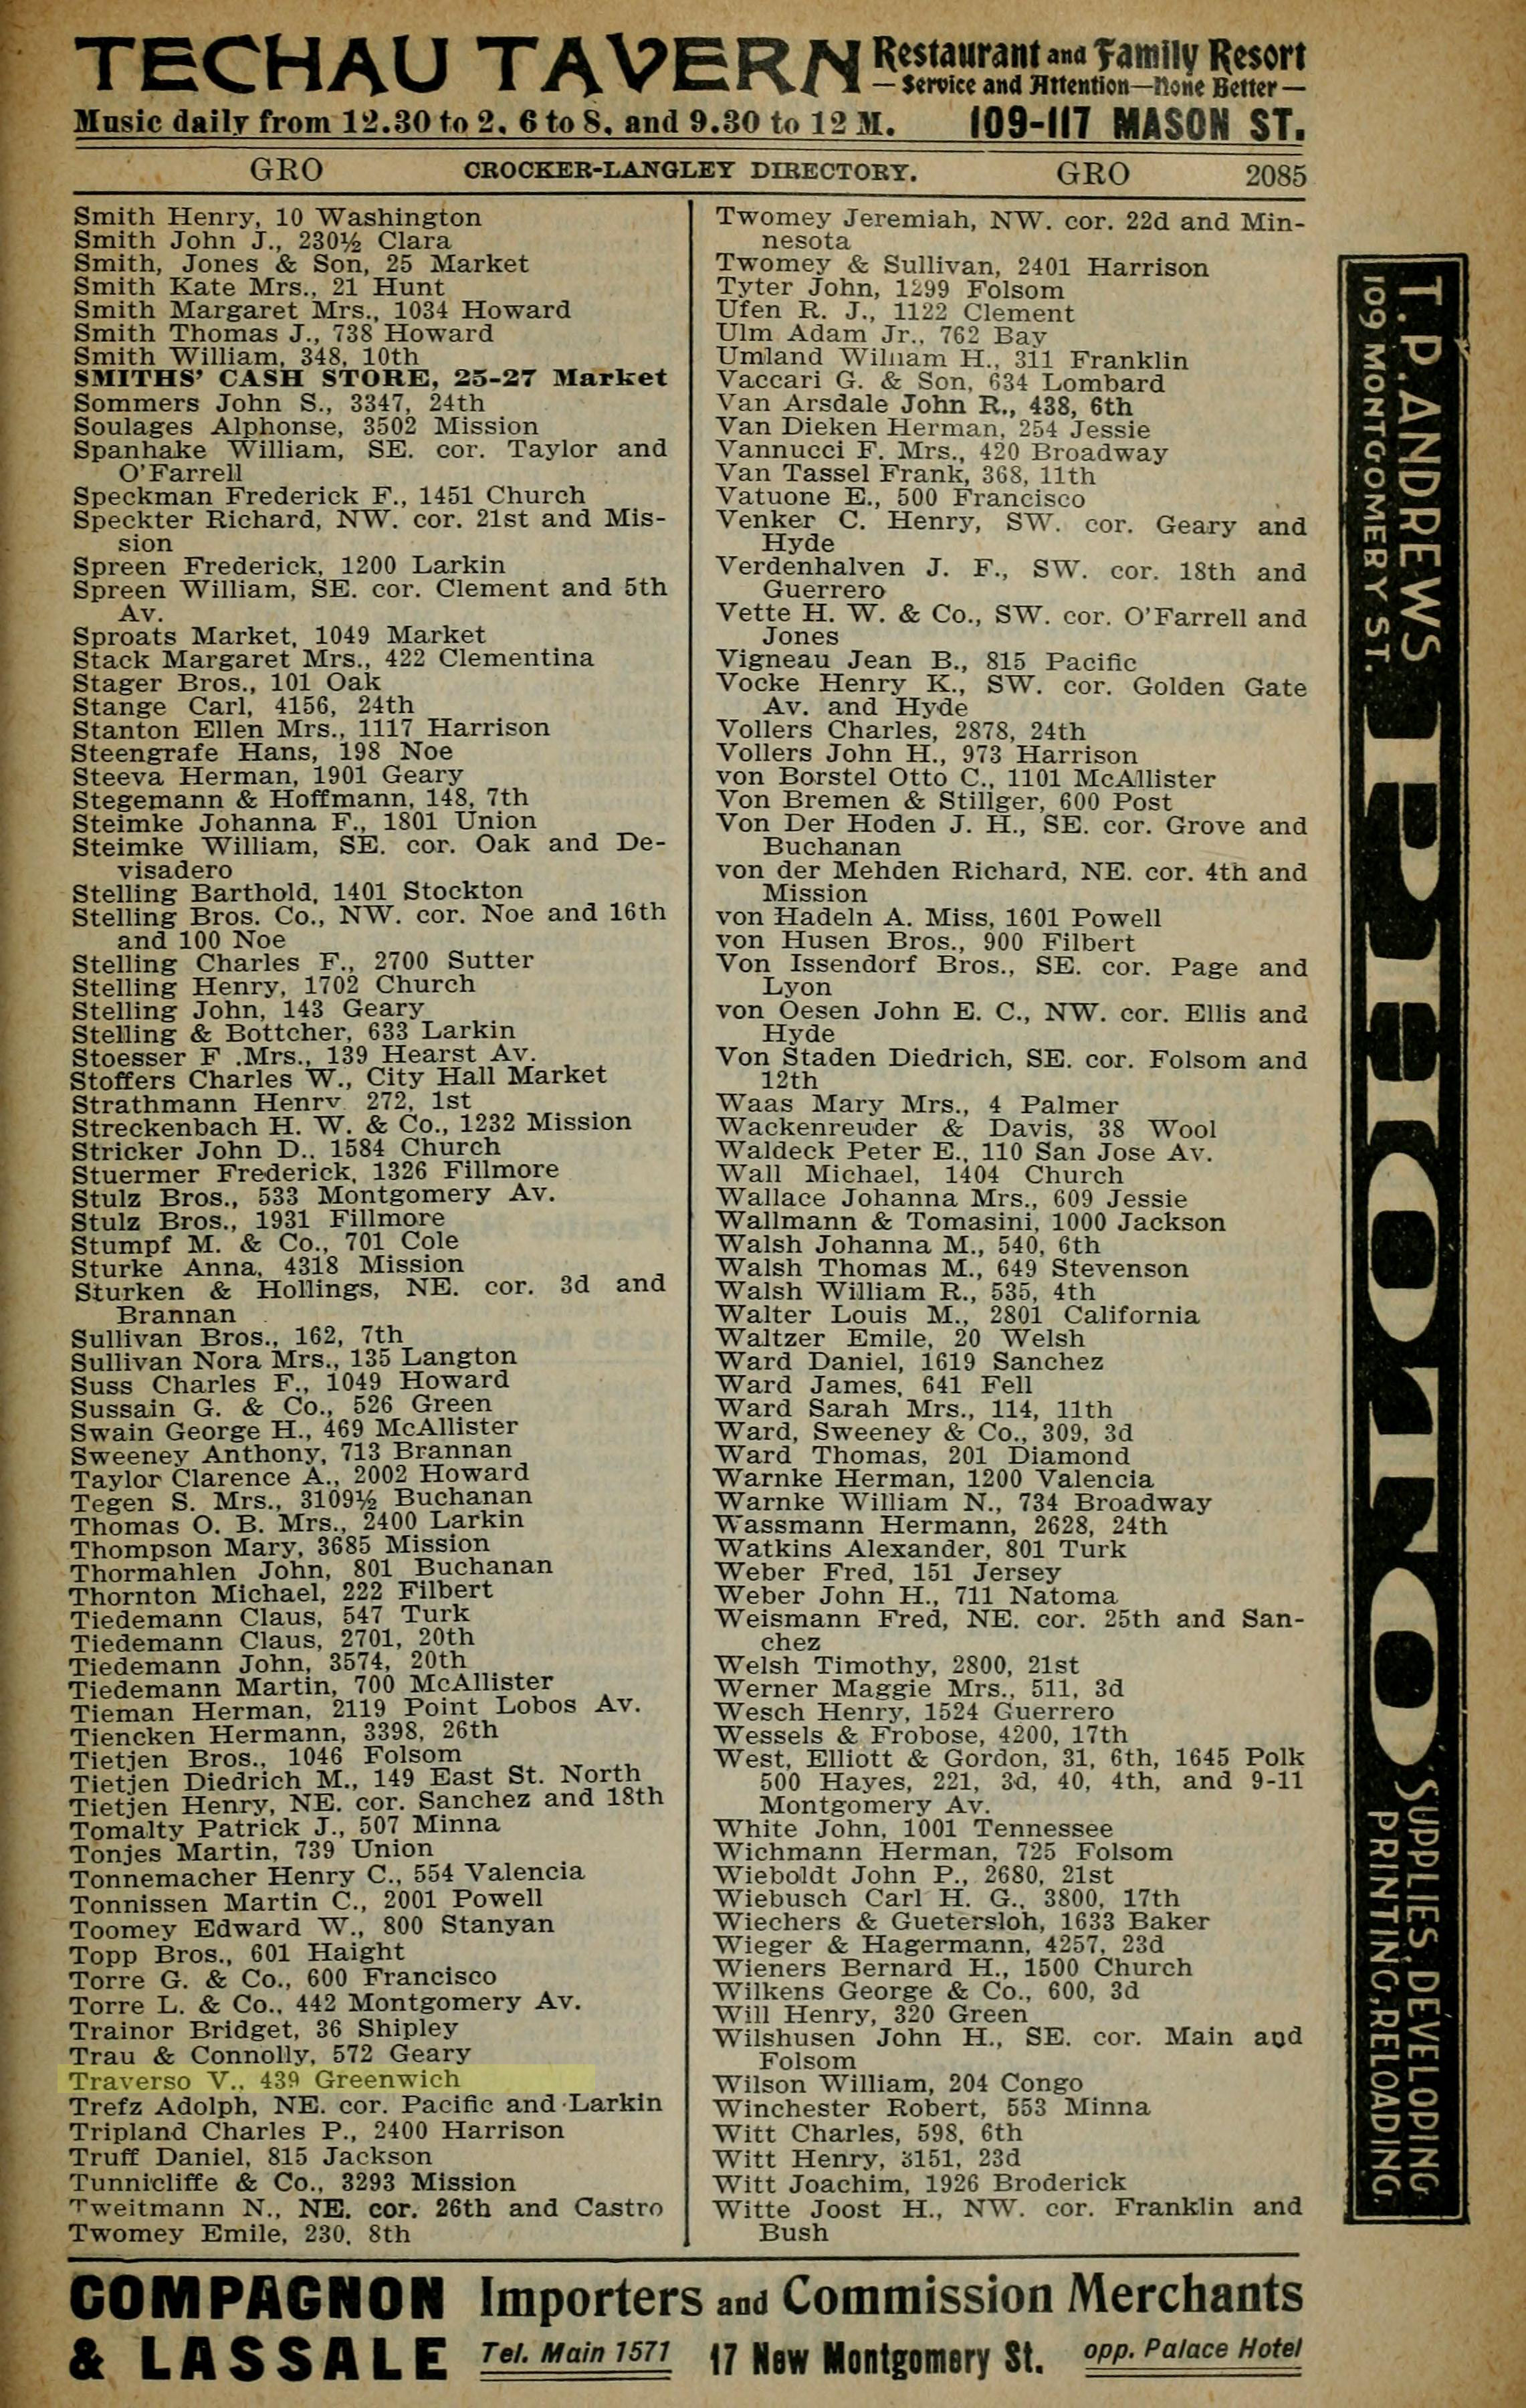 TECHAU TAVERN Restaurant and Family Resort
— Service and Attention—None Better —
Music daily from 12.30 to 2, 6 to 8, and 9.30 to 12 M. 109-117 MASON ST.
GRO CROCKER-LANGLEY DIRECTORY. GRO 2085
Smith Henry, 10 Washington
Smith John J., 230½ Clara
Smith, Jones & Son, 25 Market
Smith Kate Mrs., 21 Hunt
Smith Margaret Mrs., 1034 Howard
Smith Thomas J., 738 Howard
Smith William, 348, 10th
SMITHS' CASH STORE, 25-27 Market
Sommers John S., 3347, 24th
Soulages Alphonse, 3502 Mission
Spanhake William, SE. cor. Taylor and
O'Farrell
Speckman Frederick F., 1451 Church
Speckter Richard, NW. cor. 21st and Mis-
sion
Spreen Frederick, 1200 Larkin
Spreen William, SE. cor. Clement and 5th
Av.
Sproats Market, 1049 Market
Stack Margaret Mrs., 422 Clementina
Stager Bros., 101 Oak
Stange Carl, 4156, 24th
Stanton Ellen Mrs., 1117 Harrison
Steengrafe Hans, 198 Noe
Steeva Herman, 1901 Geary
Stegemann & Hoffmann, 148, 7th
Steimke Johanna F., 1801 Union
Steimke William, SE. cor. Oak and De-
visadero
Stelling Barthold, 1401 Stockton
Stelling Bros. Co., NW. cor. Noe and 16th
and 100 Noe
Stelling Charles F., 2700 Sutter
Stelling Henry, 1702 Church
Stelling John, 143 Geary
Stelling & Bottcher, 633 Larkin
Stoesser F .Mrs., 139 Hearst Av.
Stoffers Charles W., City Hall Market
Strathmann Henry 272, 1st
Streckenbach H. W. & Co., 1232 Mission
Stricker John D., 1584 Church
Stuermer Frederick, 1326 Fillmore
Stulz Bros., 533 Montgomery Av.
Stulz Bros., 1931 Fillmore
Stumpf M. & Co., 701 Cole
Sturke Anna, 4318 Mission
Sturken & Hollings, NE. cor. 3d and
Brannan
Sullivan Bros., 162, 7th
Sullivan Nora Mrs., 135 Langton
Suss Charles F., 1049 Howard
Sussain G. & Co., 526 Green
Swain George H., 469 McAllister
Sweeney Anthony, 713 Brannan
Taylor Clarence A., 2002 Howard
Tegen S. Mrs., 3109½ Buchanan
Thomas O. B. Mrs., 2400 Larkin
Thompson Mary, 3685 Mission
Thormahlen John, 801 Buchanan
Thornton Michael, 222 Filbert
Tiedemann Claus, 547 Turk
Tiedemann Claus, 2701, 20th
Tiedemann John, 3574, 20th
Tiedemann Martin, 700 McAllister
Tieman Herman, 2119 Point Lobos Av.
Tiencken Hermann, 3398, 26th
Tietjen Bros., 1046 Folsom
Tietjen Diedrich M., 149 East St. North
Tietjen Henry, NE. cor. Sanchez and 18th
Tomalty Patrick J., 507 Minna
Tonjes Martin, 739 Union
Tonnemacher Henry C., 554 Valencia
Tonnissen Martin C., 2001 Powell
Toomey Edward W., 800 Stanyan
Topp Bros., 601 Haight
Torre G. & Co., 600 Francisco
Torre L. & Co., 442 Montgomery Av.
Trainor Bridget, 36 Shipley
Trau & Connolly, 572 Geary
Traverso V., 439 Greenwich
Trefz Adolph, NE. cor. Pacific and Larkin
Tripland Charles P., 2400 Harrison
Truff Daniel, 815 Jackson
Tunnicliffe & Co., 3293 Mission
Tweitmann N., NE. cor. 26th and Castro
Twomey Emile, 230, 8th
Twomey Jeremiah, NW. cor. 22d and Min-
nesota
Twomey & Sullivan, 2401 Harrison
Tyter John, 1299 Folsom
Ufen R. J., 1122 Clement
Ulm Adam Jr., 762 Bay
Umland William H., 311 Franklin
Vaccari G. & Son, 634 Lombard
Van Arsdale John R., 438, 6th
Van Dieken Herman, 254 Jessie
Vannucci F. Mrs., 420 Broadway
Van Tassel Frank, 368, 11th
Vatuone E., 500 Francisco
Venker C. Henry, SW. cor. Geary and
Hyde
Verdenhalven J. F., SW. cor. 18th and
Guerrero
Vette H. W. & Co., SW. cor. O'Farrell and
Jones
Vigneau Jean B., 815 Pacific
Vocke Henry K., SW. cor. Golden Gate
Av. and Hyde
Vollers Charles, 2878, 24th
Vollers John H., 973 Harrison
von Borstel Otto C., 1101 McAllister
Von Bremen & Stillger, 600 Post
Von Der Hoden J. H., SE. cor. Grove and
Buchanan
von der Mehden Richard, NE. cor. 4th and
Mission
von Hadeln A. Miss, 1601 Powell
von Husen Bros., 900 Filbert
Von Issendorf Bros., SE. cor. Page and
Lyon
von Oesen John E. C., NW. cor. Ellis and
Hyde
Von Staden Diedrich, SE. cor. Folsom and
12th
Waas Mary Mrs., 4 Palmer
Wackenreuder & Davis, 38 Wool
Waldeck Peter E., 110 San Jose Av.
Wall Michael, 1404 Church
Wallace Johanna Mrs., 609 Jessie
Wallmann & Tomasini, 1000 Jackson
Walsh Johanna M., 540, 6th
Walsh Thomas M., 649 Stevenson
Walsh William R., 535, 4th
Walter Louis M., 2801 California
Waltzer Emile, 20 Welsh
Ward Daniel, 1619 Sanchez
Ward James, 641 Fell
Ward Sarah Mrs., 114, 11th
Ward, Sweeney & Co., 309, 3d
Ward Thomas, 201 Diamond
Warnke Herman, 1200 Valencia
Warnke William N., 734 Broadway
Wassmann Hermann, 2628, 24th
Watkins Alexander, 801 Turk
Weber Fred, 151 Jersey
Weber John H., 711 Natoma
Weismann Fred, NE. cor. 25th and San-
chez
Welsh Timothy, 2800, 21st
Werner Maggie Mrs., 511, 3d
Wesch Henry, 1524 Guerrero
Wessels & Frobose, 4200, 17th
West, Elliott & Gordon, 31, 6th, 1645 Polk
500 Hayes, 221, 3d, 40, 4th, and 9-11
Montgomery Av.
White John, 1001 Tennessee
Wichmann Herman, 725 Folsom
Wieboldt John P., 2680, 21st
Wiebusch Carl H. G., 3800, 17th
Wiechers & Guetersloh, 1633 Baker
Wieger & Hagermann, 4257, 23d
Wieners Bernard H., 1500 Church
Wilkens George & Co., 600, 3d
Will Henry, 320 Green
Wilshusen John H., SE. cor. Main and
Folsom
Wilson William, 204 Congo
Winchester Robert, 553 Minna
Witt Charles, 598, 6th
Witt Henry, 3151, 23d
Witt Joachim, 1926 Broderick
Witte Joost H., NW. cor. Franklin and
Bush
T. P. ANDREWS
109 MONTGOMERY ST.
PHOTO
SUPPLIES, DEVELOPING
PRINTING, RELOADING.
COMPAGNON Importers and Commission Merchants
& LASSALE Tel. Main 1571 17 New Montgomery St. opp. Palace Hotel